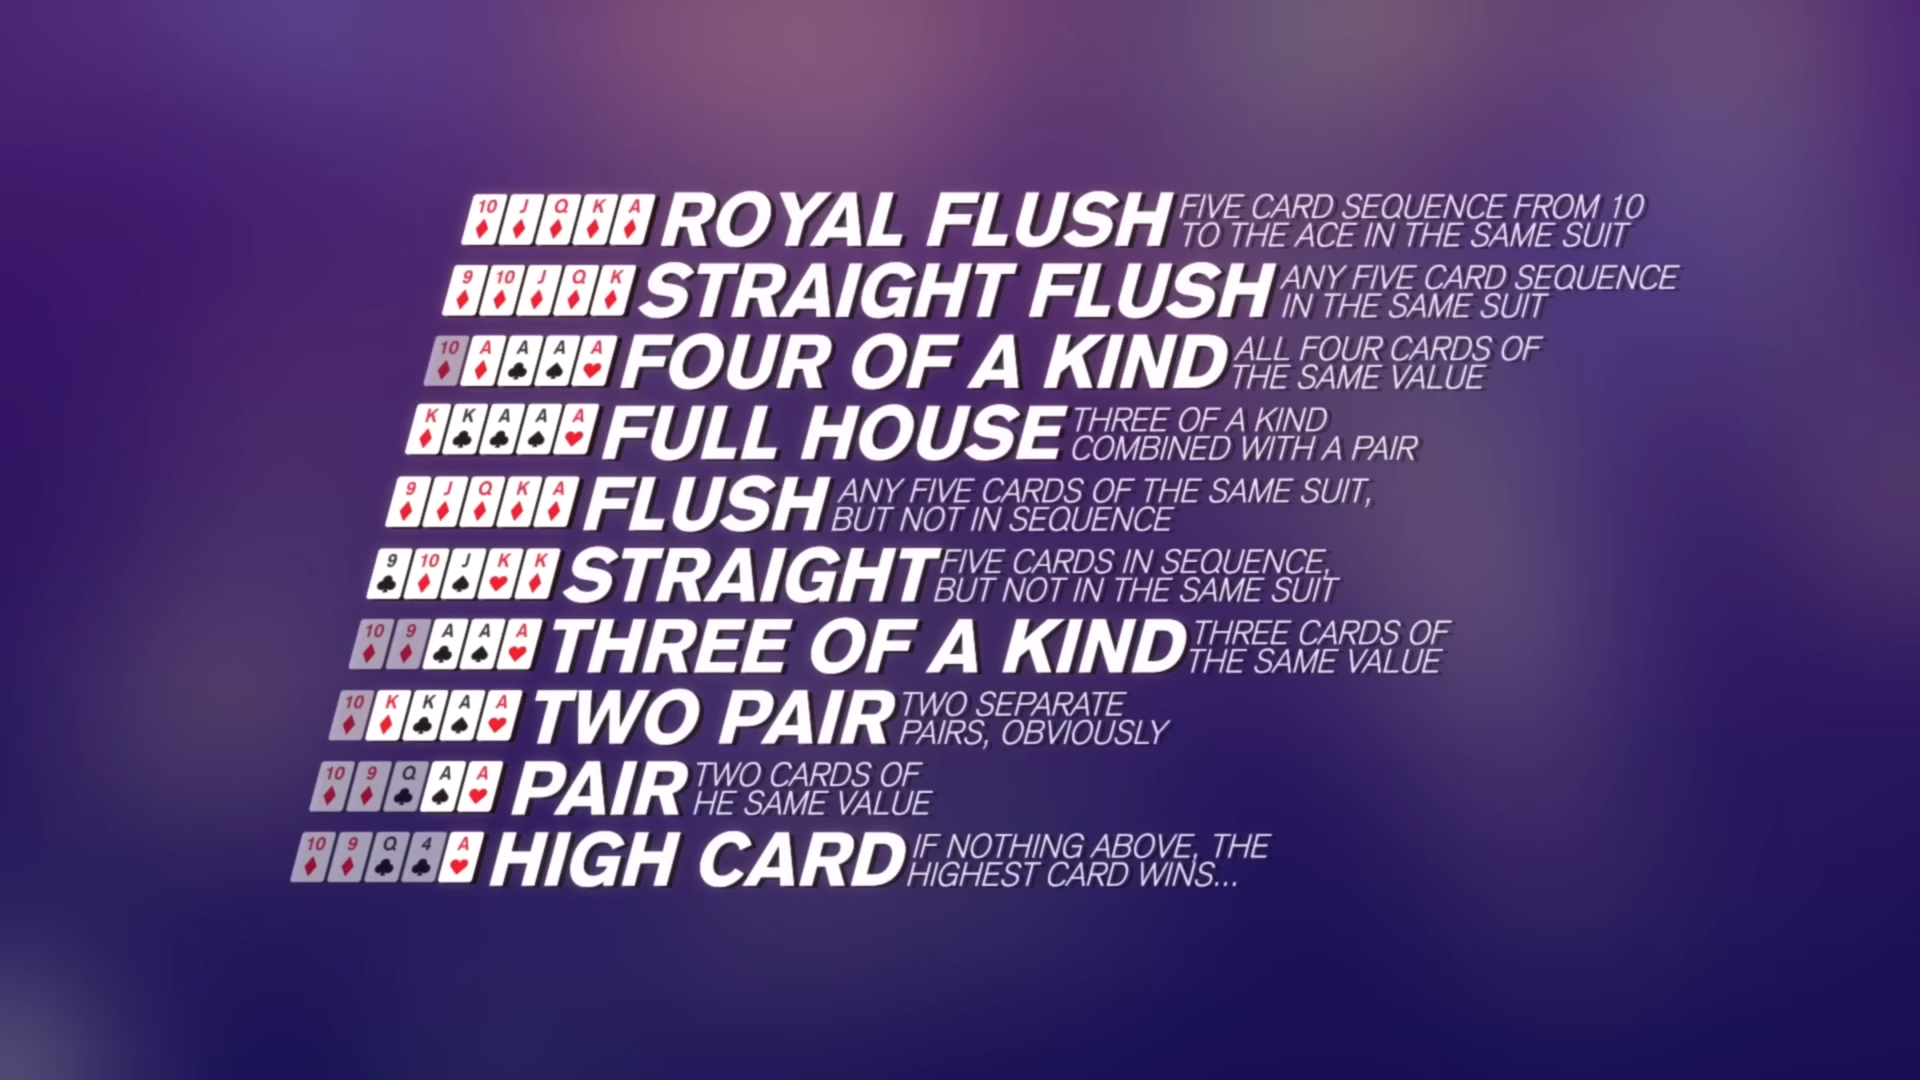 10 J Q K A ROYAL FLUSH FIVE CARD SEQUENCE FROM 10
TO THE ACE IN THE SAME SUIT
9 10 J Q K STRAIGHT FLUSH ANY FIVE CARD SEQUENCE
IN THE SAME SUIT
10 A A A A FOUR OF A KIND ALL FOUR CARDS OF
THE SAME VALUE
K K A A A FULL HOUSE THREE OF A KIND
COMBINED WITH A PAIR
9 J Q K A FLUSH ANY FIVE CARDS OF THE SAME SUIT,
BUT NOT IN SEQUENCE
9 10 J K K STRAIGHT FIVE CARDS IN SEQUENCE,
BUT NOT IN THE SAME SUIT
10 9 A A A THREE OF A KIND THREE CARDS OF
THE SAME VALUE
10 K K A A TWO PAIR TWO SEPARATE
PAIRS, OBVIOUSLY
10 9 Q A A PAIR TWO CARDS OF
HE SAME VALUE
10 9 Q 4 A HIGH CARD IF NOTHING ABOVE, THE
HIGHEST CARD WINS...